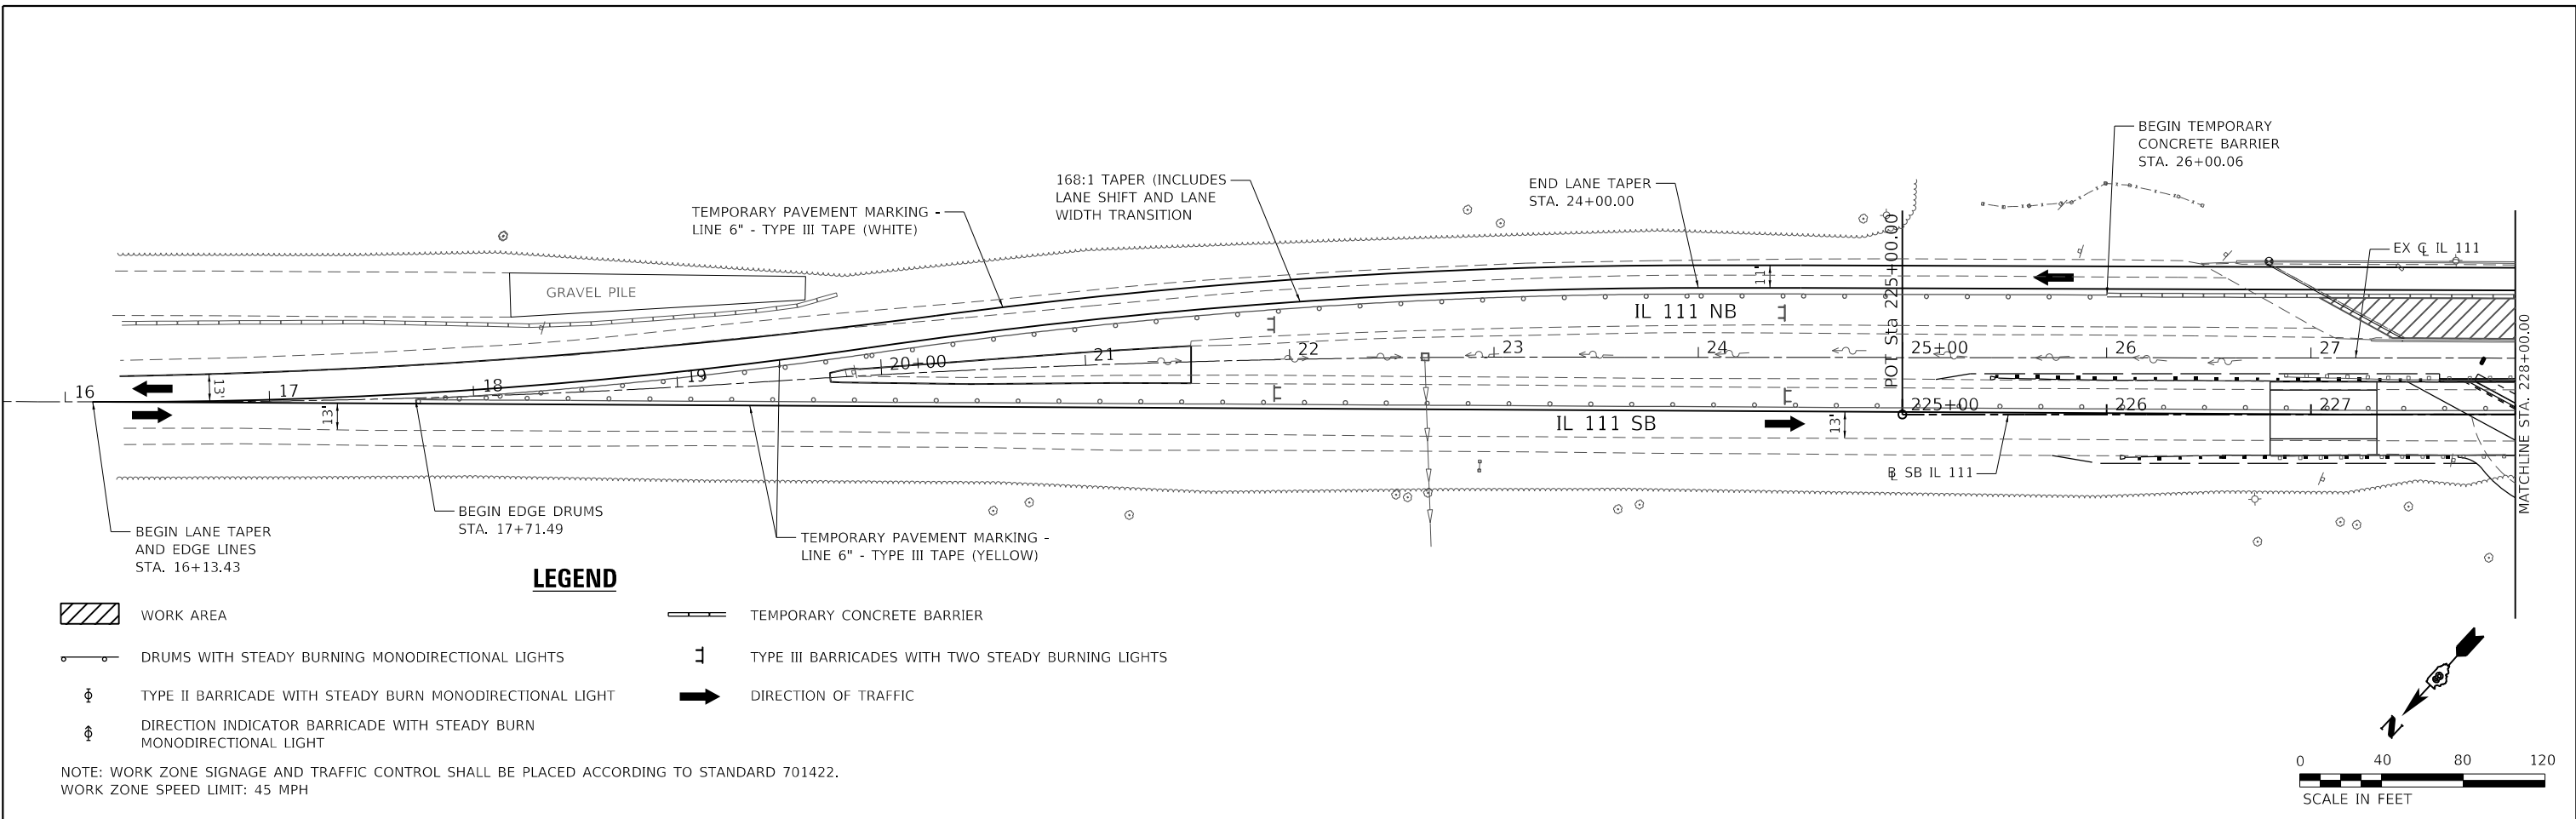 BEGIN TEMPORARY
CONCRETE BARRIER
STA. 26+00.06
168:1 TAPER (INCLUDES
LANE SHIFT AND LANE
WIDTH TRANSITION
END LANE TAPER
STA. 24+00.00
TEMPORARY PAVEMENT MARKING -
LINE 6" - TYPE III TAPE (WHITE)
POT Sta 225+00.00
EX ℄ IL 111
GRAVEL PILE
11'
IL 111 NB
MATCHLINE STA. 228+00.00
16
17
18
19
20+00
21
22
23
24
25+00
26
27
13'
13'
13'
225+00
226
227
IL 111 SB
BL SB IL 111
BEGIN LANE TAPER
AND EDGE LINES
STA. 16+13.43
BEGIN EDGE DRUMS
STA. 17+71.49
TEMPORARY PAVEMENT MARKING -
LINE 6" - TYPE III TAPE (YELLOW)
LEGEND
WORK AREA
TEMPORARY CONCRETE BARRIER
DRUMS WITH STEADY BURNING MONODIRECTIONAL LIGHTS
TYPE III BARRICADES WITH TWO STEADY BURNING LIGHTS
TYPE II BARRICADE WITH STEADY BURN MONODIRECTIONAL LIGHT
DIRECTION OF TRAFFIC
DIRECTION INDICATOR BARRICADE WITH STEADY BURN
MONODIRECTIONAL LIGHT
NOTE: WORK ZONE SIGNAGE AND TRAFFIC CONTROL SHALL BE PLACED ACCORDING TO STANDARD 701422.
WORK ZONE SPEED LIMIT: 45 MPH
N
0 40 80 120
SCALE IN FEET